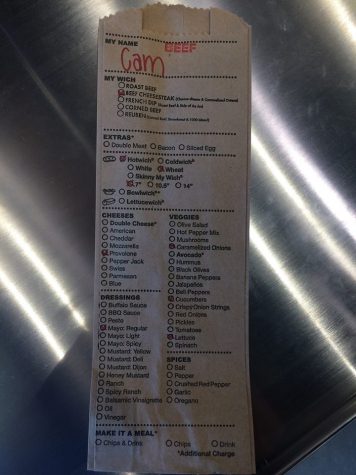 BEEF
MY NAME
Cam
MY WICH
ROAST BEEF
BEEF CHEESESTEAK (Cheese Sauce & Caramelized Onions)
FRENCH DIP
CORNED BEEF
REUBEN
EXTRAS*
Double Meat Bacon Sliced Egg
Hotwich® Coldwich®
White Wheat
Skinny My Wich®
7" 10.5" 14"
Bowlwich®*
Lettucewich®
CHEESES
Double Cheese*
American
Cheddar
Mozzarella
Provolone
Pepper Jack
Swiss
Parmesan
Blue
DRESSINGS
Buffalo Sauce
BBQ Sauce
Pesto
Mayo: Regular
Mayo: Light
Mayo: Spicy
Mustard: Yellow
Mustard: Deli
Mustard: Dijon
Honey Mustard
Ranch
Spicy Ranch
Balsamic Vinaigrette
Oil
Vinegar
VEGGIES
Olive Salad
Hot Pepper Mix
Mushrooms
Caramelized Onions
Avocado*
Hummus
Black Olives
Banana Peppers
Jalapeños
Bell Peppers
Cucumbers
Crispy Onion Strings
Red Onions
Pickles
Tomatoes
Lettuce
Spinach
SPICES
Salt
Pepper
Crushed Red Pepper
Garlic
Oregano
MAKE IT A MEAL*
Chips & Drink Chips Drink
*Additional Charge